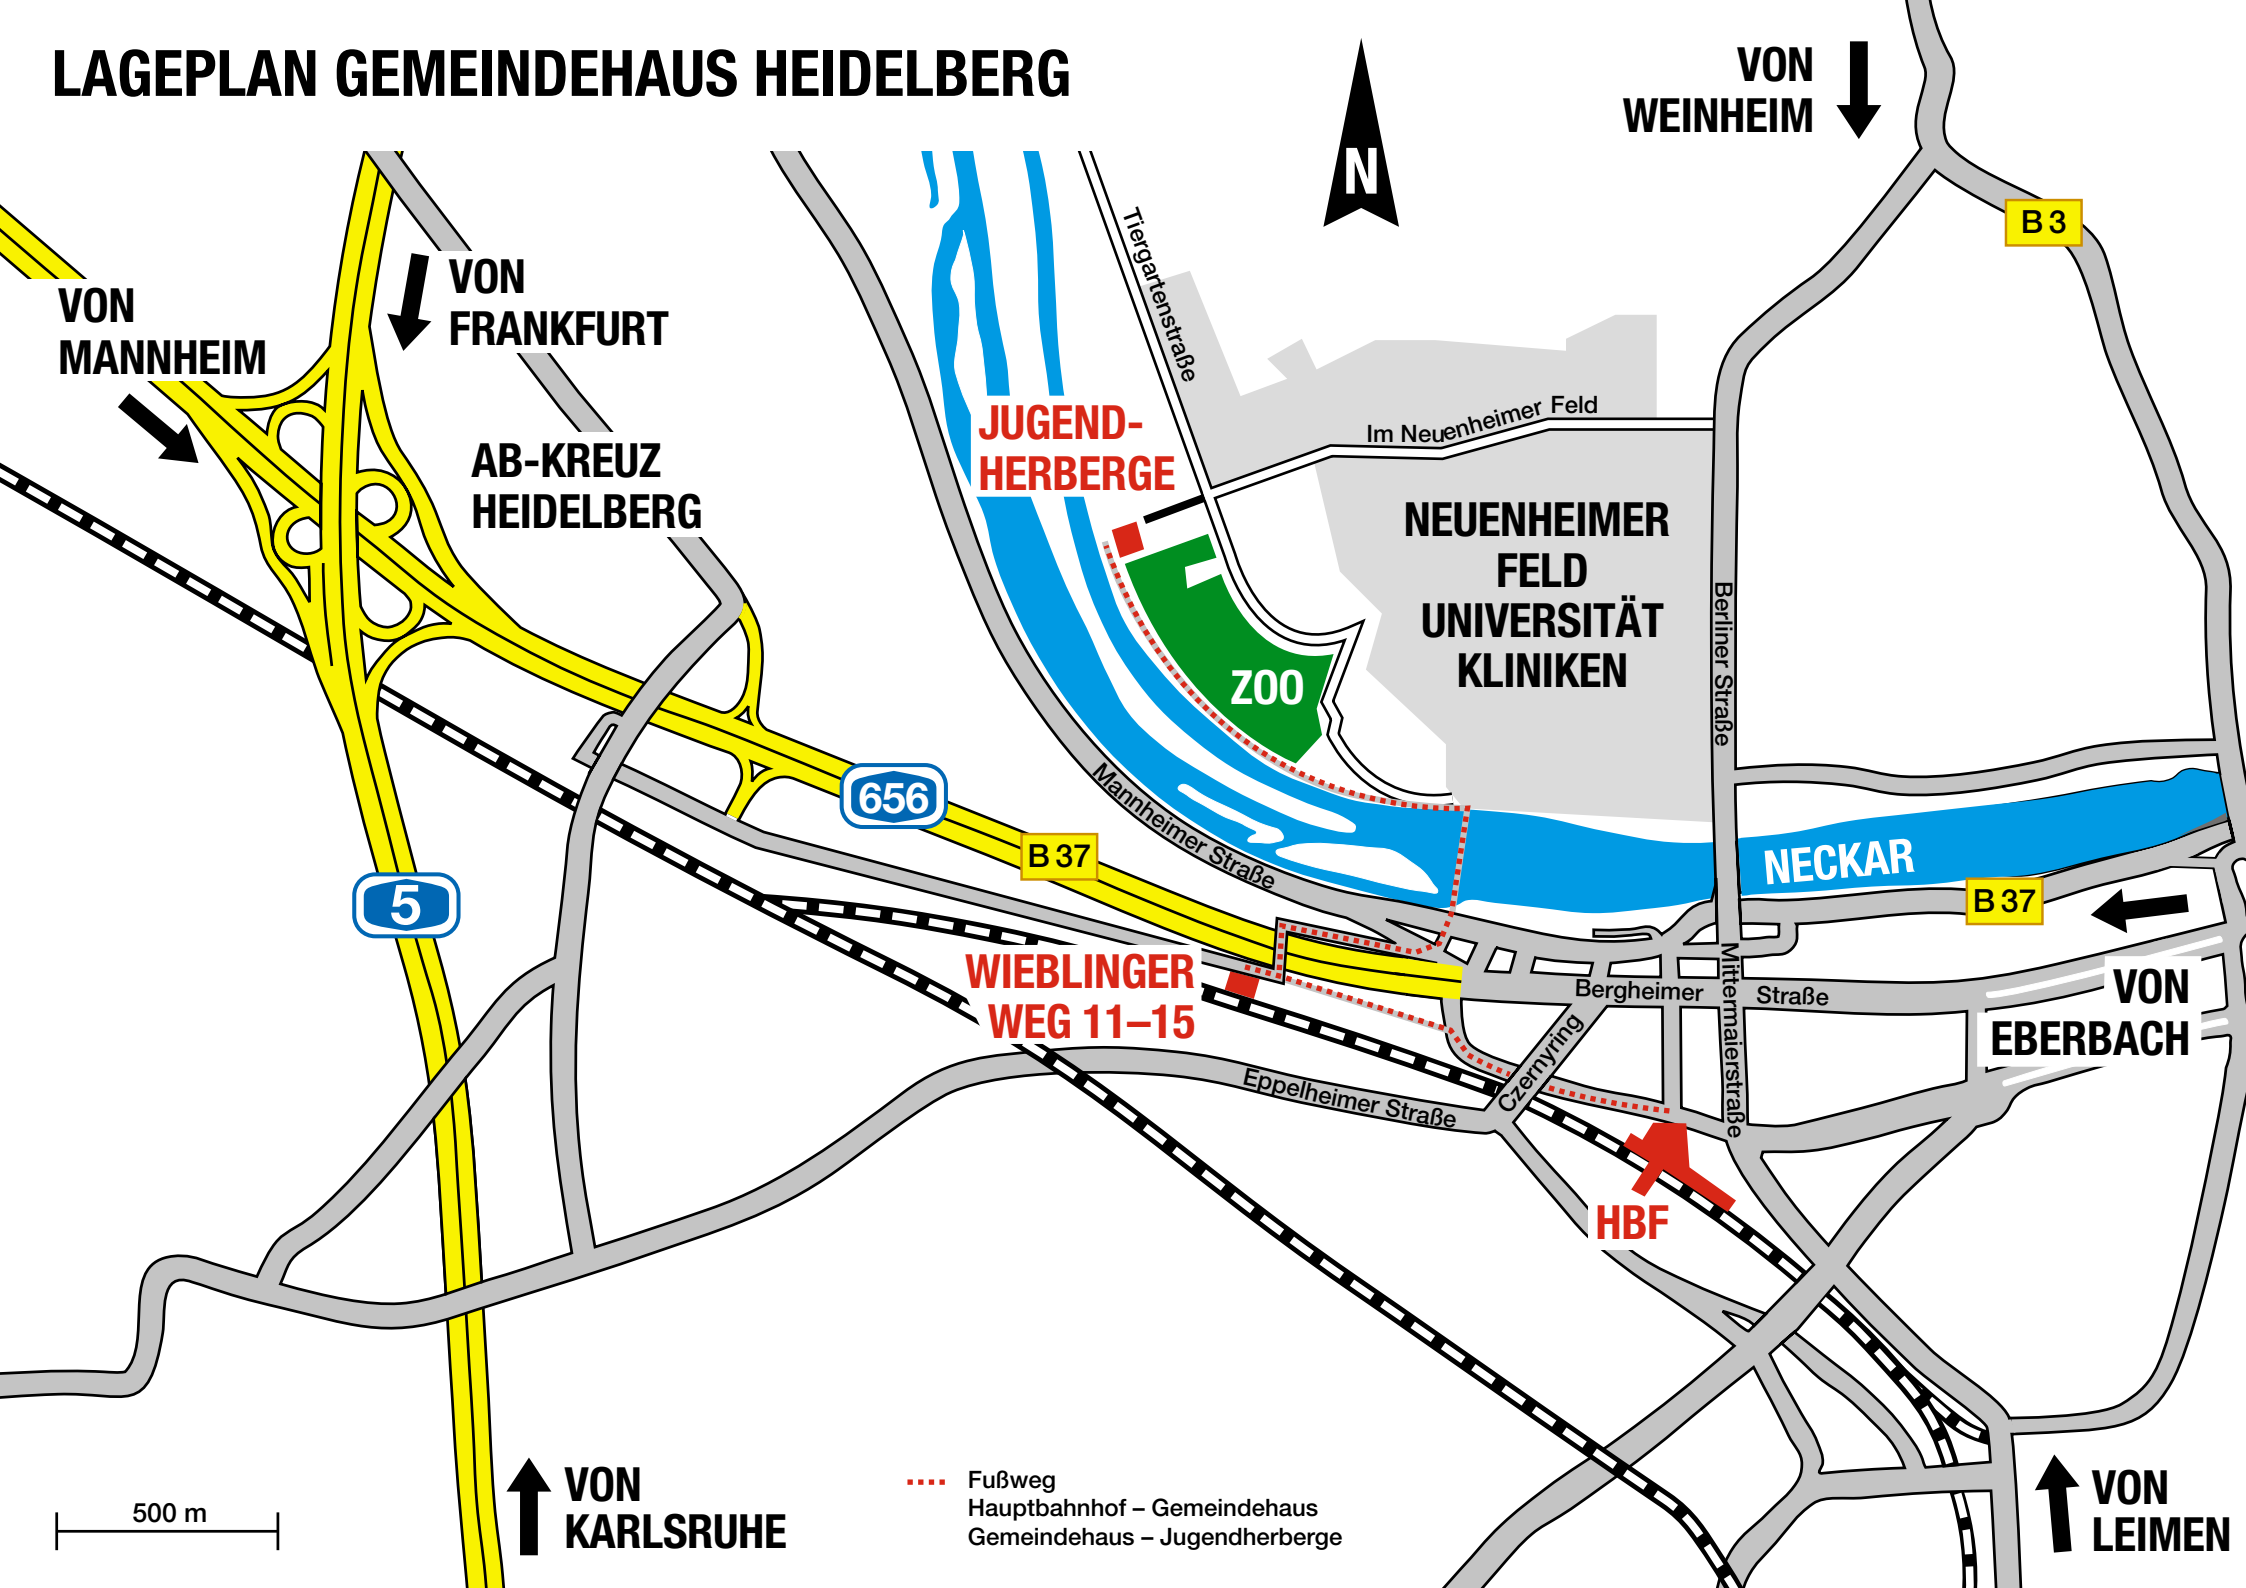 LAGEPLAN GEMEINDEHAUS HEIDELBERG
N
VON
WEINHEIM
B 3
VON
FRANKFURT
VON
MANNHEIM
Tiergartenstraße
AB-KREUZ
HEIDELBERG
JUGEND-
HERBERGE
Im Neuenheimer Feld
NEUENHEIMER
FELD
UNIVERSITÄT
KLINIKEN
Berliner Straße
ZOO
656
B 37
Mannheimer Straße
NECKAR
5
B 37
WIEBLINGER
WEG 11–15
Bergheimer Straße
Mittermaierstraße
VON
EBERBACH
Czernyring
Eppelheimer Straße
HBF
500 m
VON
KARLSRUHE
Fußweg
Hauptbahnhof – Gemeindehaus
Gemeindehaus – Jugendherberge
VON
LEIMEN